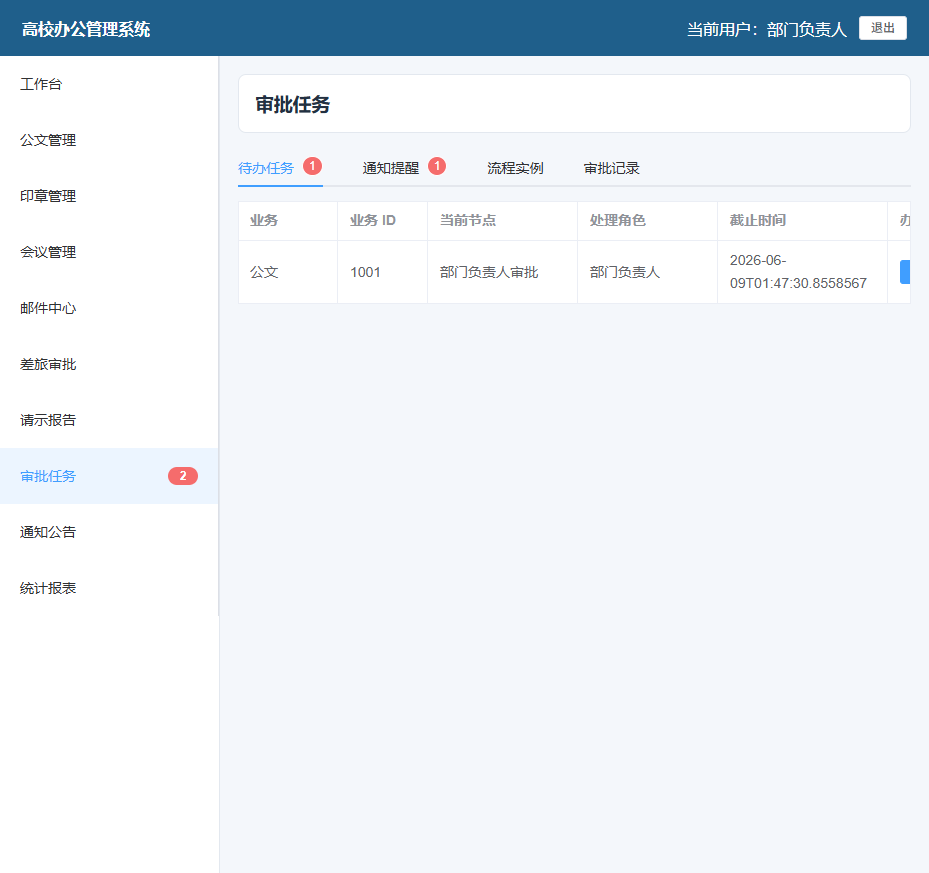 高校办公管理系统
当前用户：部门负责人 退出
工作台
公文管理
印章管理
会议管理
邮件中心
差旅审批
请示报告
审批任务 2
通知公告
统计报表
审批任务
待办任务 1 通知提醒 1 流程实例 审批记录
业务 业务 ID 当前节点 处理角色 截止时间
公文 1001 部门负责人审批 部门负责人 2026-06-
09T01:47:30.8558567